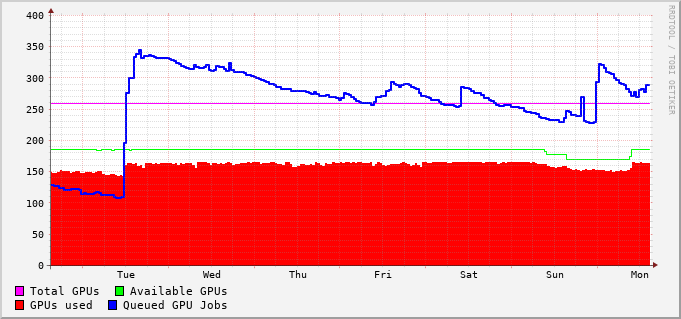 400
350
300
250
200
150
100
50
0
Tue Wed Thu Fri Sat Sun Mon
Total GPUs Available GPUs
GPUs used Queued GPU Jobs
RRDTOOL / TOBI OETIKER